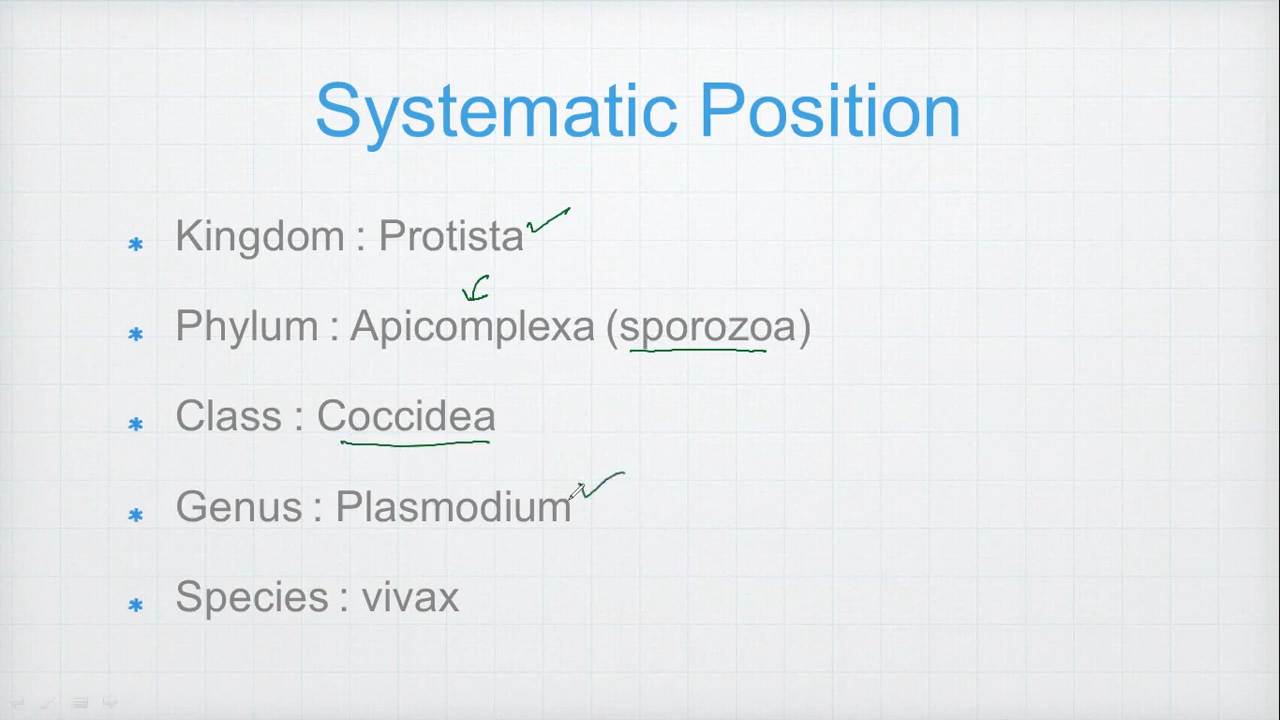 Systematic Position
* Kingdom : Protista
* Phylum : Apicomplexa (sporozoa)
* Class : Coccidea
* Genus : Plasmodium
* Species : vivax